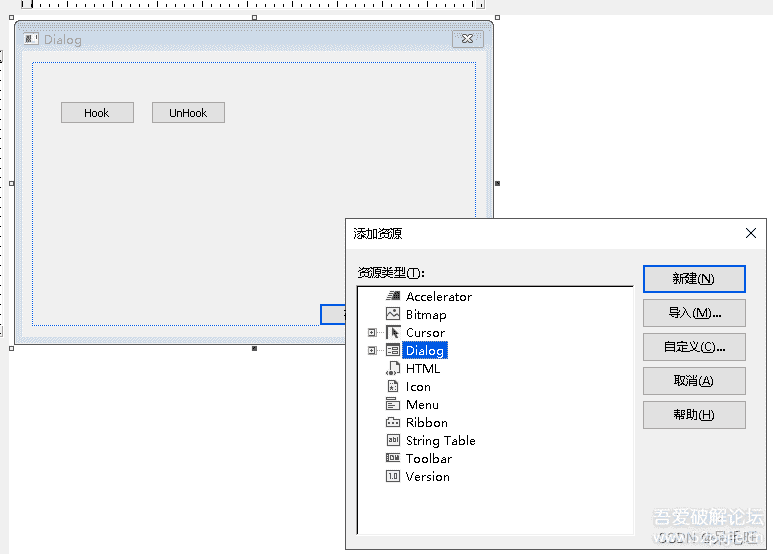 Dialog
Hook
UnHook
添加资源
资源类型(T):
Accelerator
Bitmap
Cursor
Dialog
HTML
Icon
Menu
Ribbon
String Table
Toolbar
Version
新建(N)
导入(M)...
自定义(C)...
取消(A)
帮助(H)
吾爱破解论坛